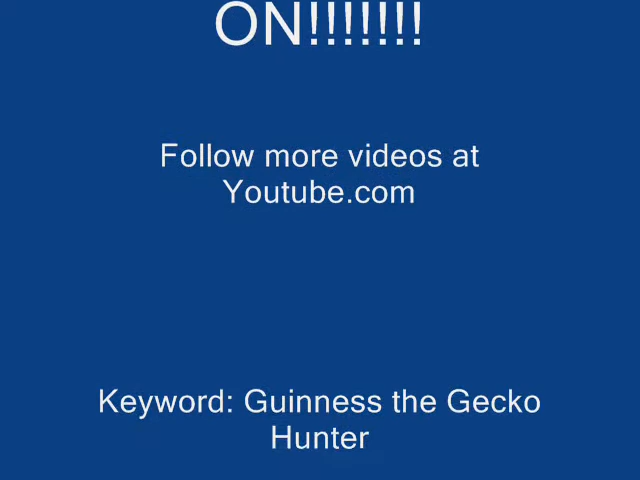 ON!!!!!!!
Follow more videos at
Youtube.com
Keyword: Guinness the Gecko
Hunter